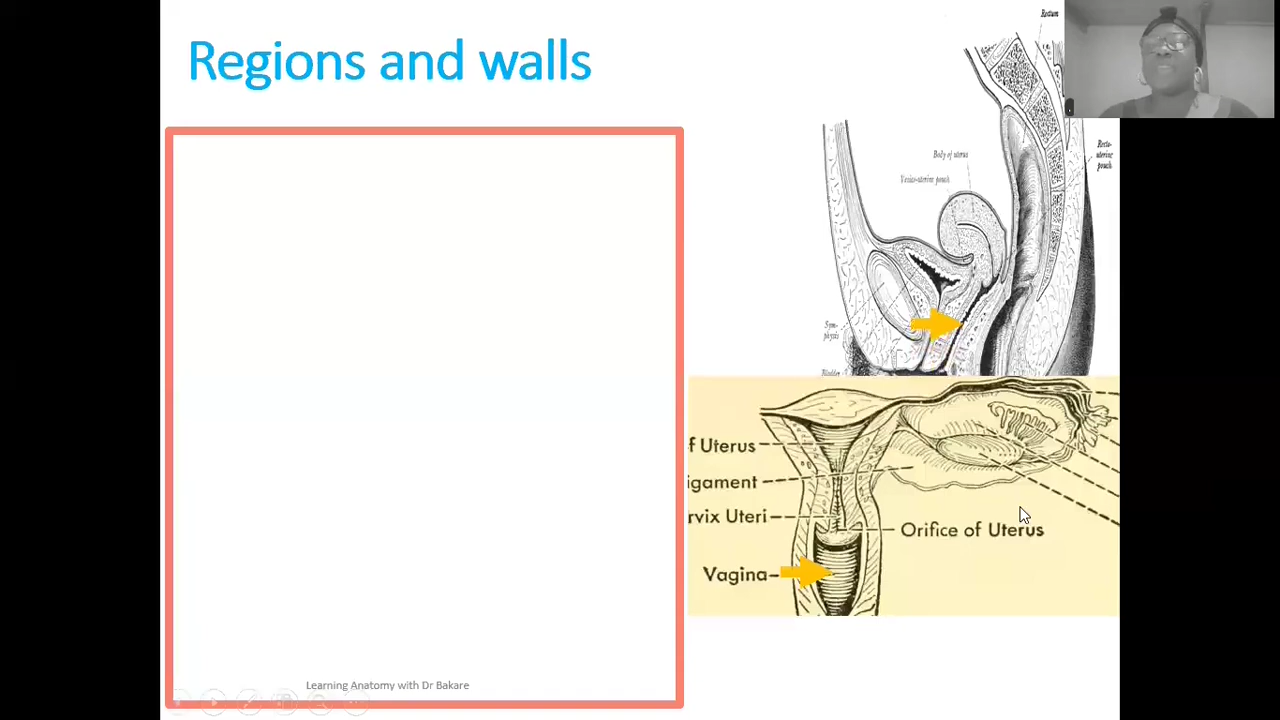 Regions and walls
Rectum
Body of uterus
Vesico-uterine pouch
Recto-
uterine
pouch
Sym-
physis
Bladder
f Uterus
igament
rvix Uteri
Orifice of Uterus
Vagina
Learning Anatomy with Dr Bakare